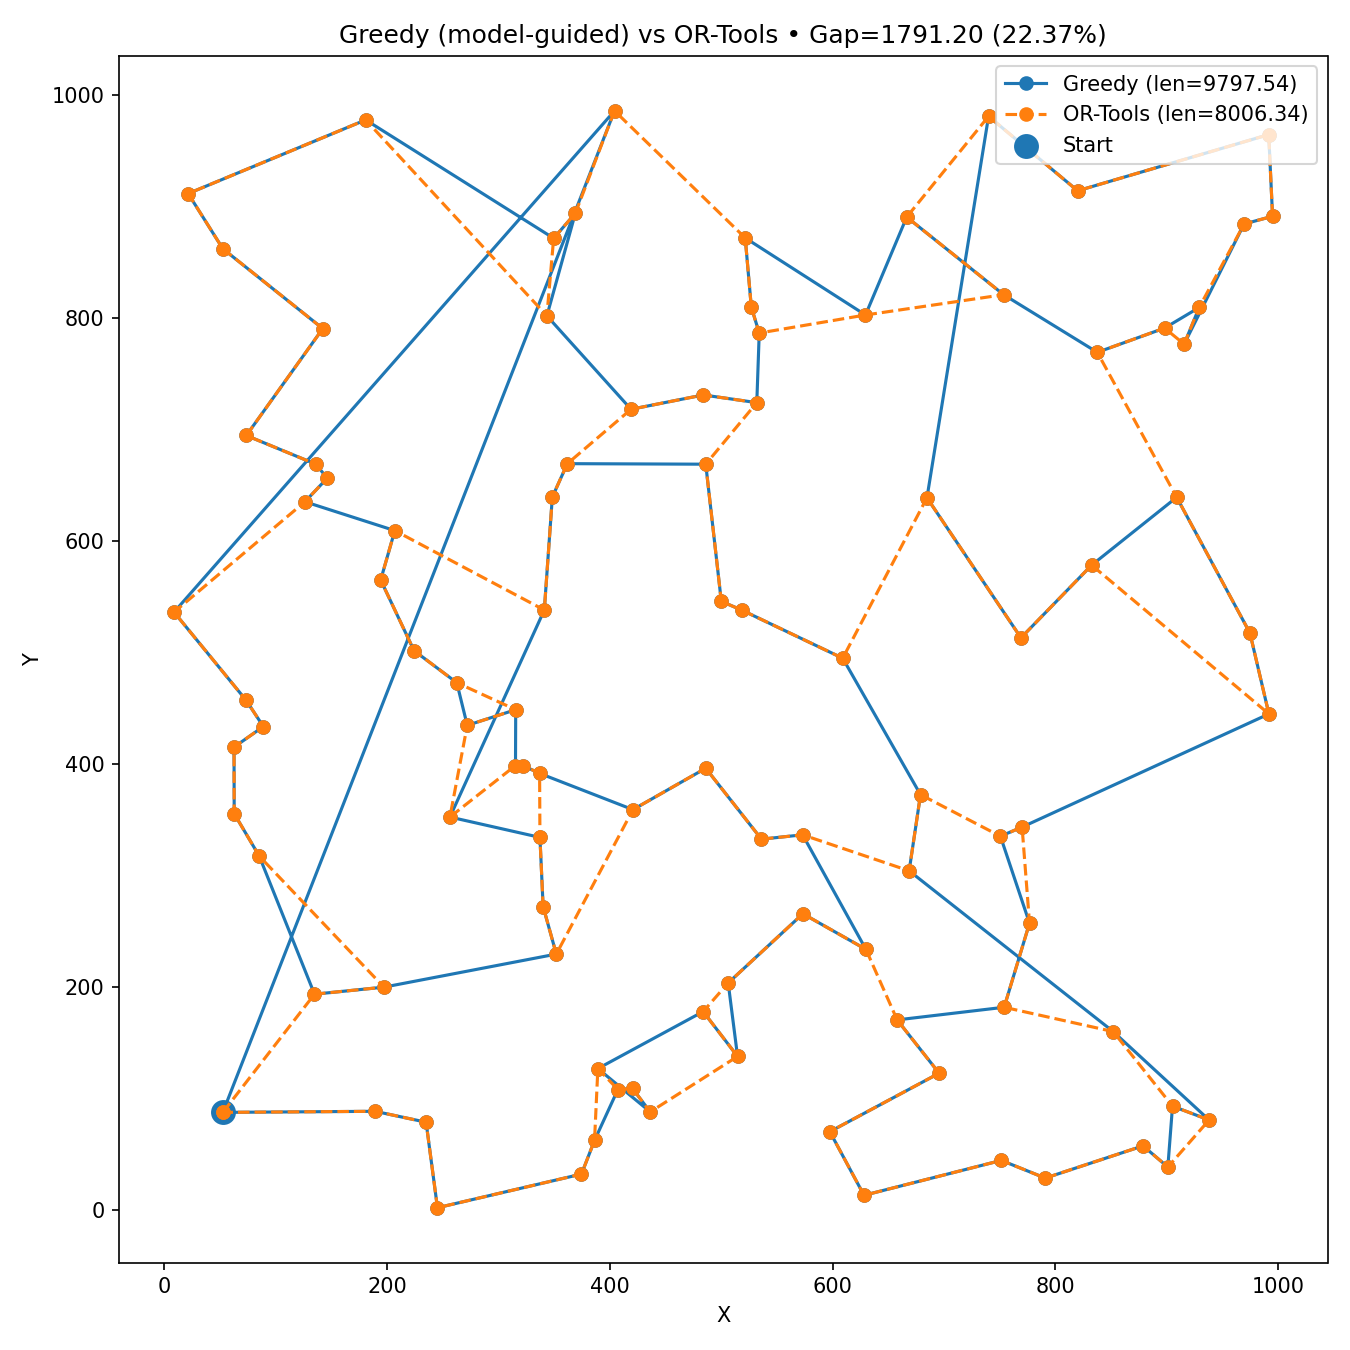 Greedy (model-guided) vs OR-Tools • Gap=1791.20 (22.37%)
Greedy (len=9797.54)
OR-Tools (len=8006.34)
Start
1000
800
600
400
200
0
Y
0 200 400 600 800 1000
X